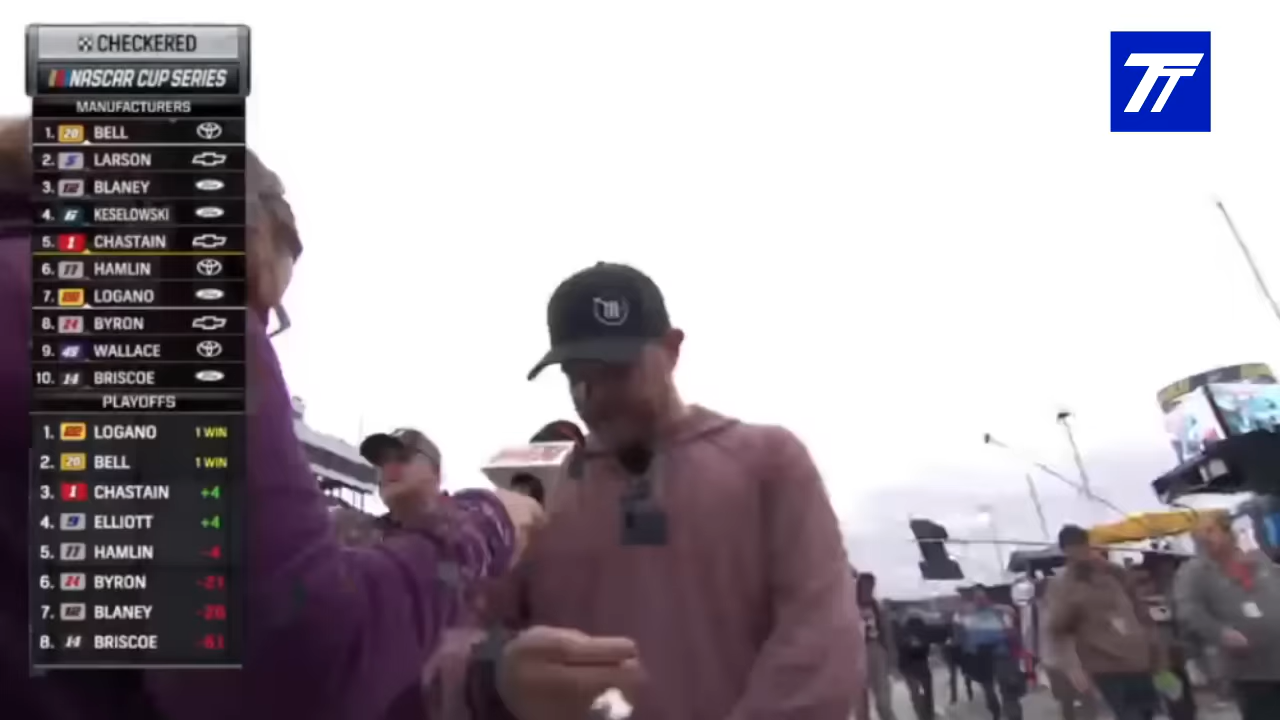 CHECKERED
NASCAR CUP SERIES
MANUFACTURERS
1. 20 BELL
2. 5 LARSON
3. 12 BLANEY
4. 6 KESELOWSKI
5. 1 CHASTAIN
6. 11 HAMLIN
7. 22 LOGANO
8. 24 BYRON
9. 45 WALLACE
10. 14 BRISCOE
PLAYOFFS
1. 22 LOGANO 1 WIN
2. 20 BELL 1 WIN
3. 1 CHASTAIN +4
4. 9 ELLIOTT +4
5. 11 HAMLIN -4
6. 24 BYRON -21
7. 12 BLANEY
8. 14 BRISCOE -61
TT